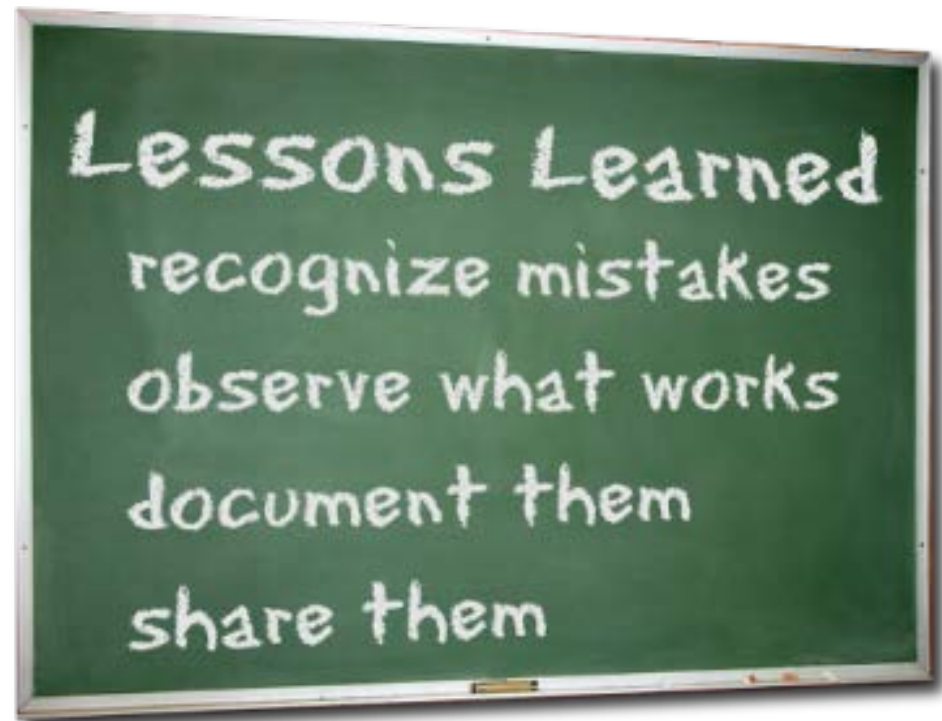 Lessons Learned
recognize mistakes
observe what works
document them
share them